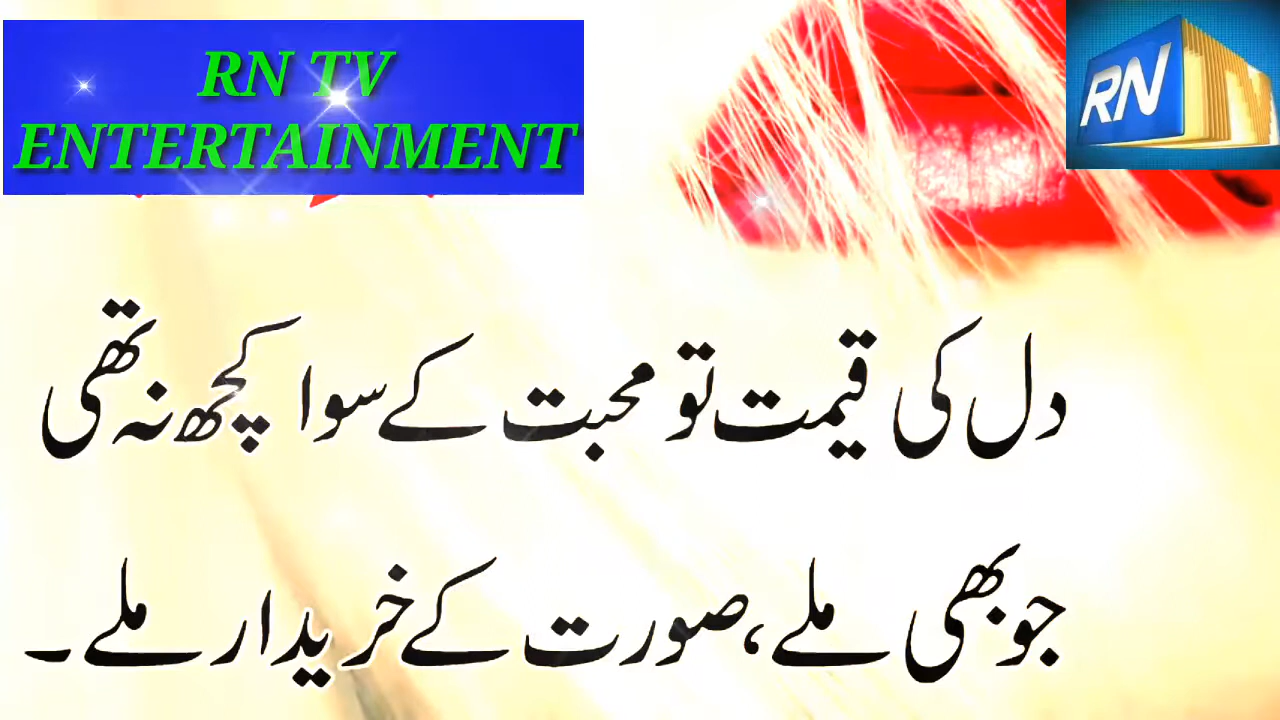 RN TV
ENTERTAINMENT
RN
دل کی قیمت تو محبت کے سوا کچھ نہ تھی
جو بھی ملے، صورت کے خریدار ملے۔